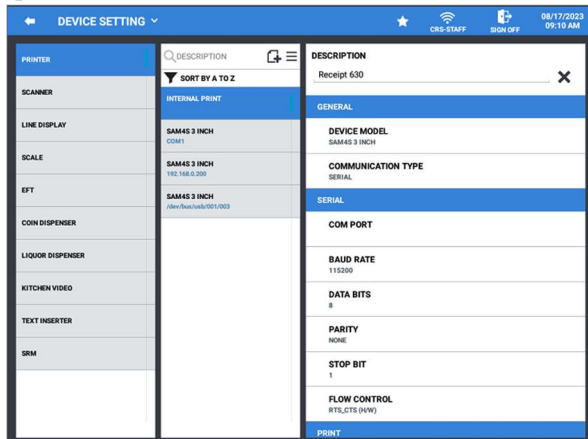 DEVICE SETTING
CRS-STAFF
SIGN OFF
08/17/2023
09:10 AM
PRINTER
SCANNER
LINE DISPLAY
SCALE
EFT
COIN DISPENSER
LIQUOR DISPENSER
KITCHEN VIDEO
TEXT INSERTER
SRM
DESCRIPTION
SORT BY A TO Z
INTERNAL PRINT
SAM4S 3 INCH
COM1
SAM4S 3 INCH
192.168.0.200
SAM4S 3 INCH
/dev/bus/usb/001/003
DESCRIPTION
Receipt 630
GENERAL
DEVICE MODEL
SAM4S 3 INCH
COMMUNICATION TYPE
SERIAL
SERIAL
COM PORT
BAUD RATE
115200
DATA BITS
8
PARITY
NONE
STOP BIT
1
FLOW CONTROL
RTS_CTS (H/W)
PRINT